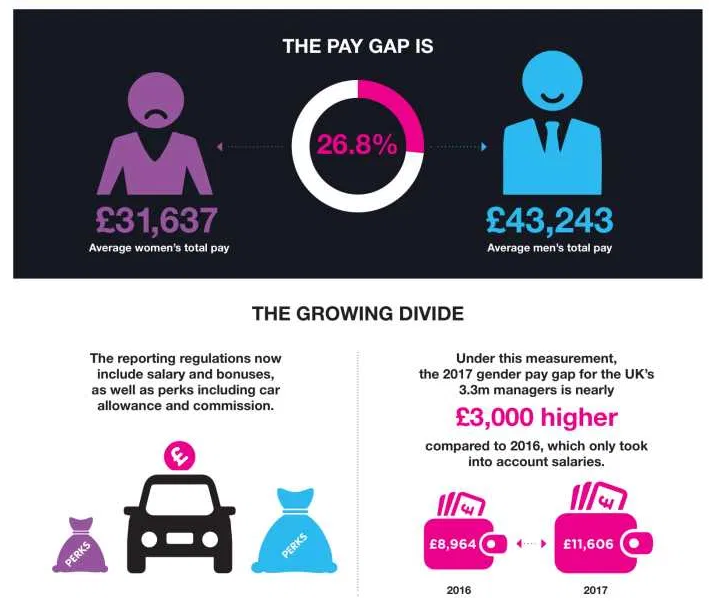 THE PAY GAP IS
26.8%
£31,637
Average women's total pay
£43,243
Average men's total pay
THE GROWING DIVIDE
The reporting regulations now
include salary and bonuses,
as well as perks including car
allowance and commission.
£
PERKS
PERKS
Under this measurement,
the 2017 gender pay gap for the UK's
3.3m managers is nearly
£3,000 higher
compared to 2016, which only took
into account salaries.
£
£
£8,964
£11,606
2016
2017